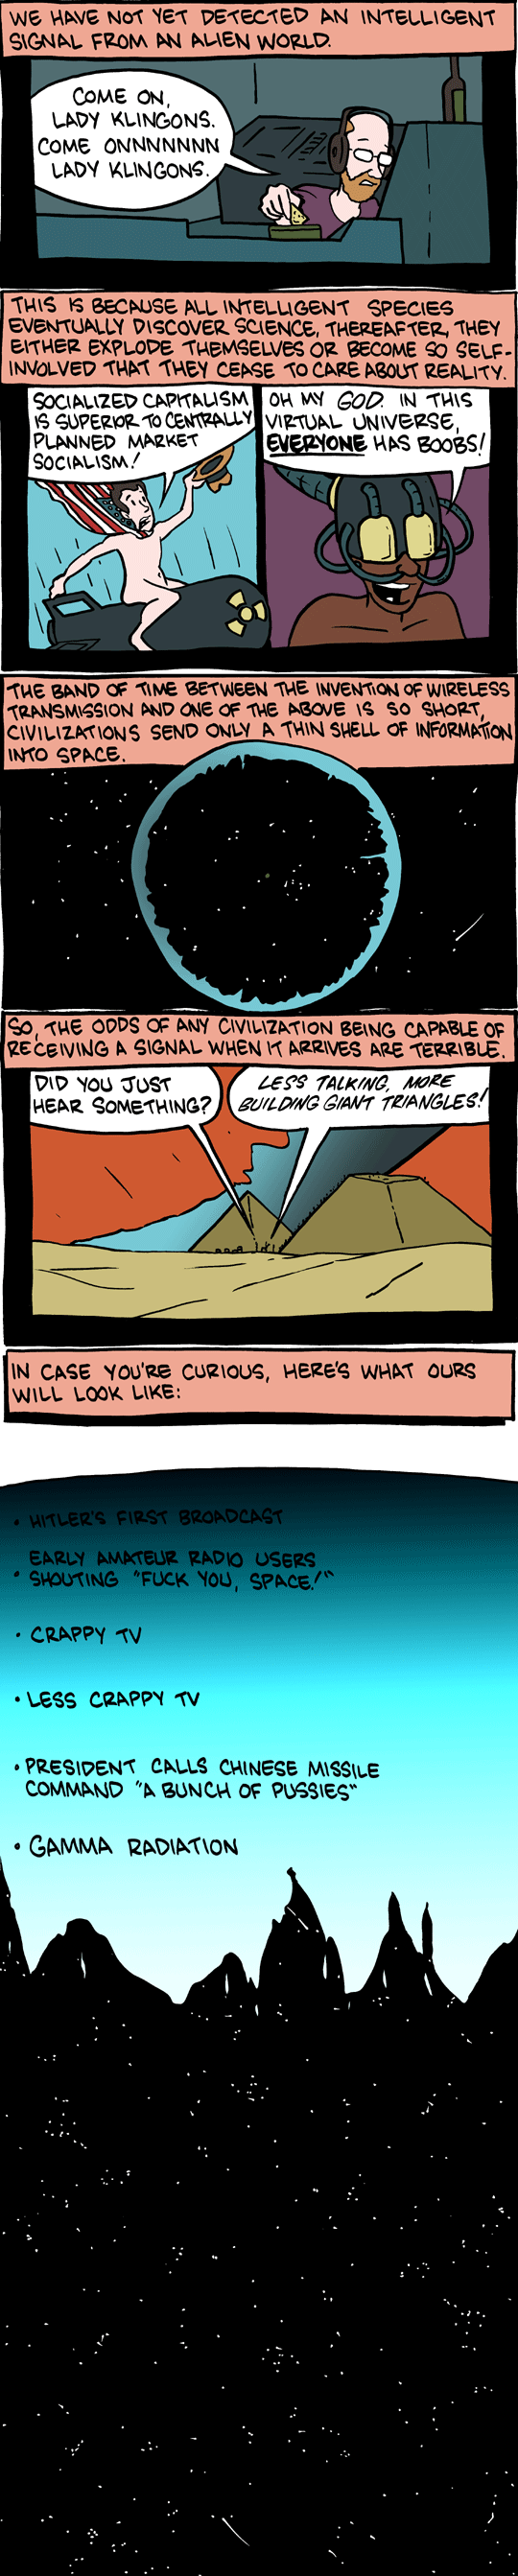 WE HAVE NOT YET DETECTED AN INTELLIGENT
SIGNAL FROM AN ALIEN WORLD.
COME ON,
LADY KLINGONS.
COME ONNNNNNN
LADY KLINGONS.
THIS IS BECAUSE ALL INTELLIGENT SPECIES
EVENTUALLY DISCOVER SCIENCE, THEREAFTER, THEY
EITHER EXPLODE THEMSELVES OR BECOME SO SELF-
INVOLVED THAT THEY CEASE TO CARE ABOUT REALITY.
SOCIALIZED CAPITALISM
IS SUPERIOR TO CENTRALLY
PLANNED MARKET
SOCIALISM!
OH MY GOD. IN THIS
VIRTUAL UNIVERSE,
EVERYONE HAS BOOBS!
THE BAND OF TIME BETWEEN THE INVENTION OF WIRELESS
TRANSMISSION AND ONE OF THE ABOVE IS SO SHORT,
CIVILIZATIONS SEND ONLY A THIN SHELL OF INFORMATION
INTO SPACE.
SO, THE ODDS OF ANY CIVILIZATION BEING CAPABLE OF
RECEIVING A SIGNAL WHEN IT ARRIVES ARE TERRIBLE.
DID YOU JUST
HEAR SOMETHING?
LESS TALKING, MORE
BUILDING GIANT TRIANGLES!
IN CASE YOU'RE CURIOUS, HERE'S WHAT OURS
WILL LOOK LIKE:
• HITLER'S FIRST BROADCAST
EARLY AMATEUR RADIO USERS
• SHOUTING "FUCK YOU, SPACE!"
• CRAPPY TV
• LESS CRAPPY TV
• PRESIDENT CALLS CHINESE MISSILE
COMMAND "A BUNCH OF PUSSIES"
• GAMMA RADIATION